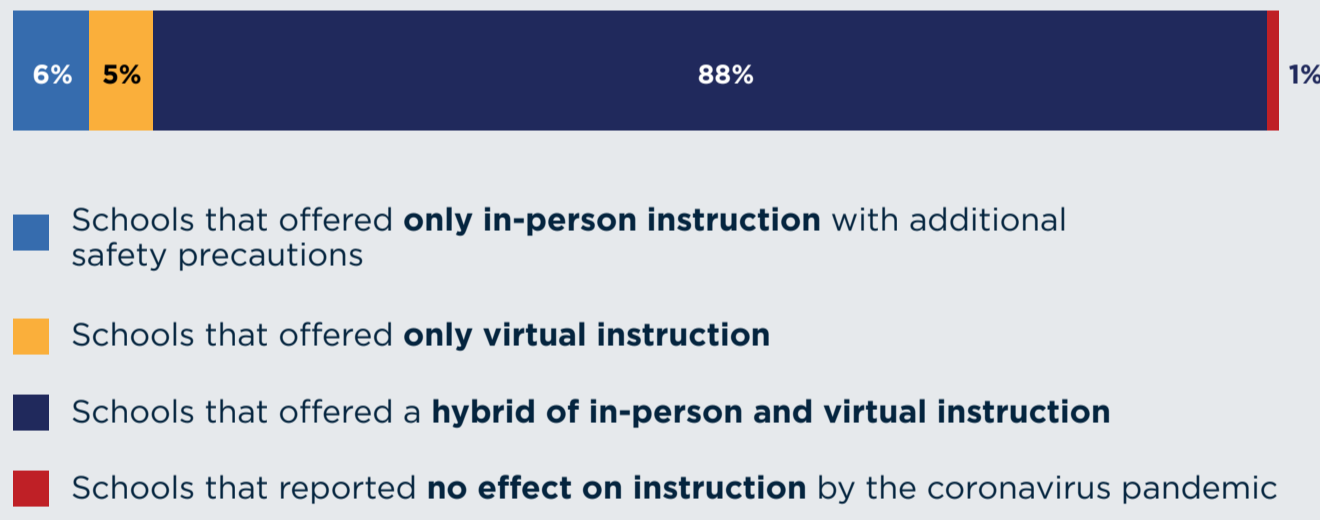 6% 5% 88% 1%
Schools that offered only in-person instruction with additional
safety precautions
Schools that offered only virtual instruction
Schools that offered a hybrid of in-person and virtual instruction
Schools that reported no effect on instruction by the coronavirus pandemic